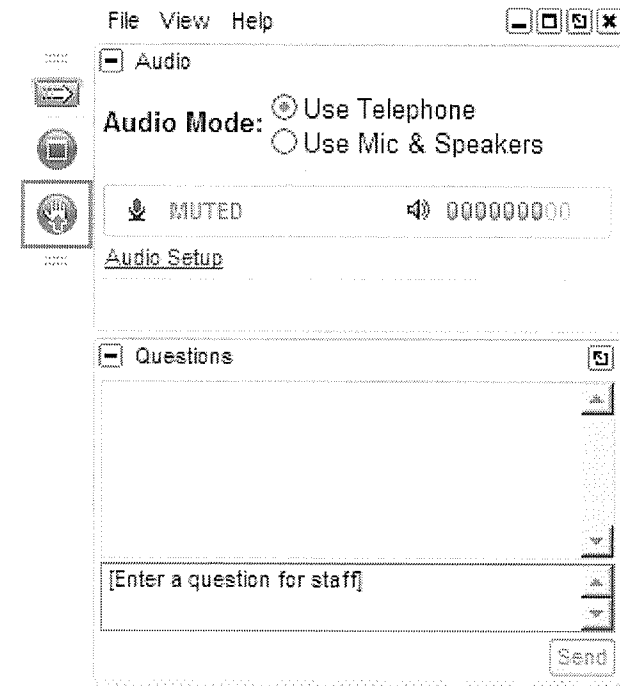 File View Help
Audio
Audio Mode: Use Telephone
Use Mic & Speakers
MUTED 000000000
Audio Setup
Questions
[Enter a question for staff]
Send